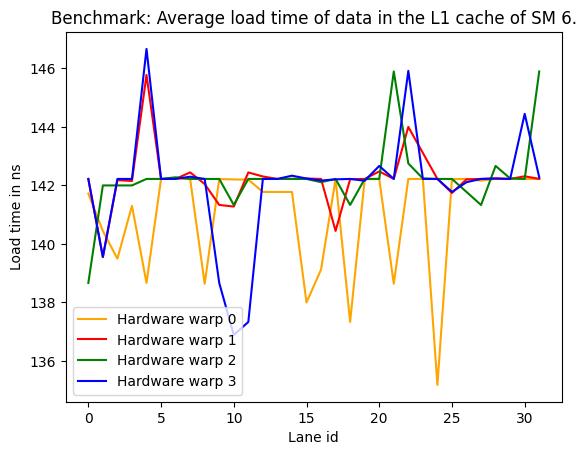 Benchmark: Average load time of data in the L1 cache of SM 6.
Load time in ns
146
144
142
140
138
136
Hardware warp 0
Hardware warp 1
Hardware warp 2
Hardware warp 3
0 5 10 15 20 25 30
Lane id